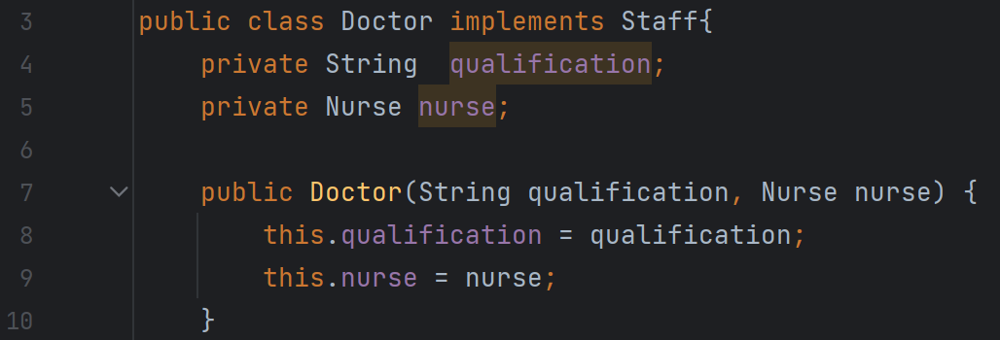 3 public class Doctor implements Staff{
4 private String  qualification;
5 private Nurse nurse;
6
7 public Doctor(String qualification, Nurse nurse) {
8 this.qualification = qualification;
9 this.nurse = nurse;
10 }